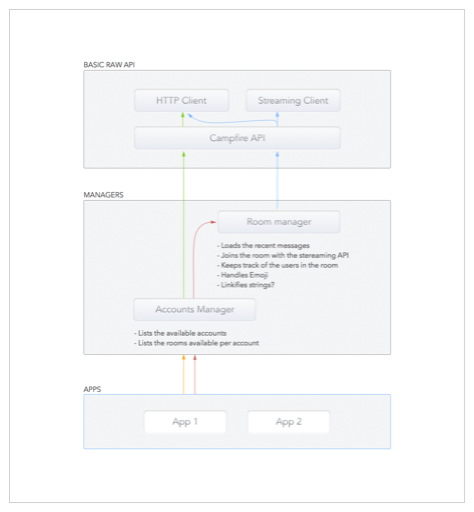 BASIC RAW API
HTTP Client
Streaming Client
Campfire API
MANAGERS
Room manager
- Loads the recent messages
- Joins the room with the stereaming API
- Keeps track of the users in the room
- Handles Emoji
- Linkifies strings?
Accounts Manager
- Lists the available accounts
- Lists the rooms available per account
APPS
App 1
App 2